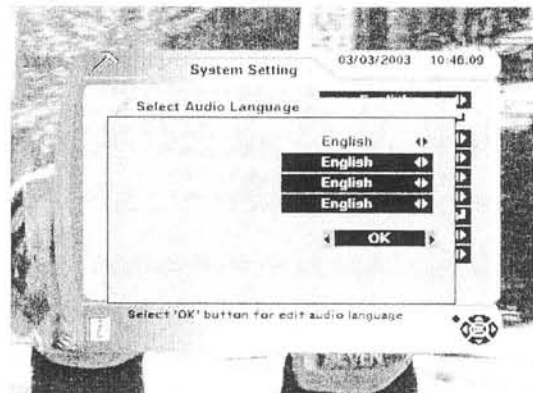 System Setting 03/03/2003 10:46.09
Select Audio Language
English
English
English
English
OK
Select 'OK' button for edit audio language